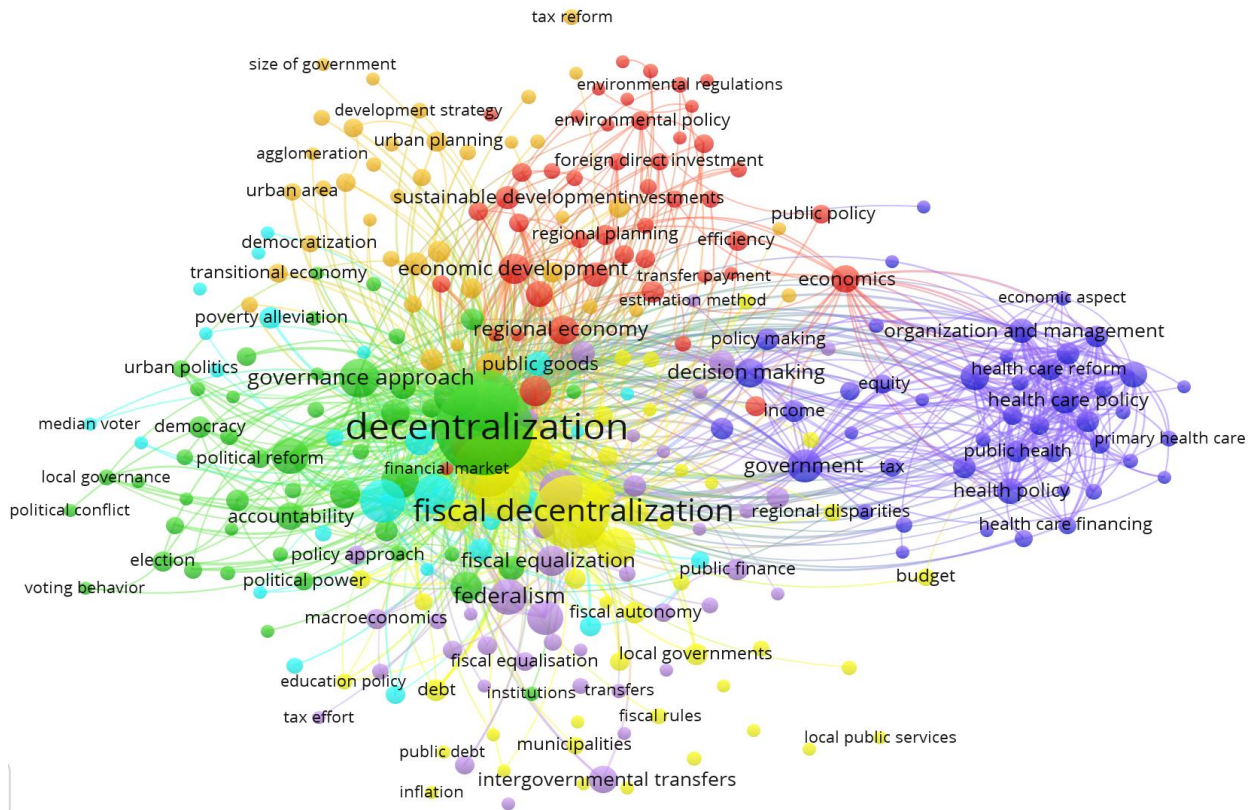 tax reform
size of government
environmental regulations
development strategy
environmental policy
urban planning
agglomeration
foreign direct investment
urban area
sustainable development
investments
public policy
regional planning
efficiency
democratization
transitional economy
economic development
transfer payment
economics
estimation method
economic aspect
poverty alleviation
regional economy
organization and management
policy making
urban politics
public goods
governance approach
decision making
health care reform
equity
health care policy
income
median voter
democracy
decentralization
primary health care
political reform
public health
financial market
government
tax
local governance
health policy
political conflict
accountability
fiscal decentralization
regional disparities
health care financing
election
policy approach
fiscal equalization
public finance
budget
voting behavior
political power
federalism
fiscal autonomy
macroeconomics
fiscal equalisation
local governments
education policy
debt
institutions
transfers
tax effort
fiscal rules
local public services
public debt
municipalities
intergovernmental transfers
inflation